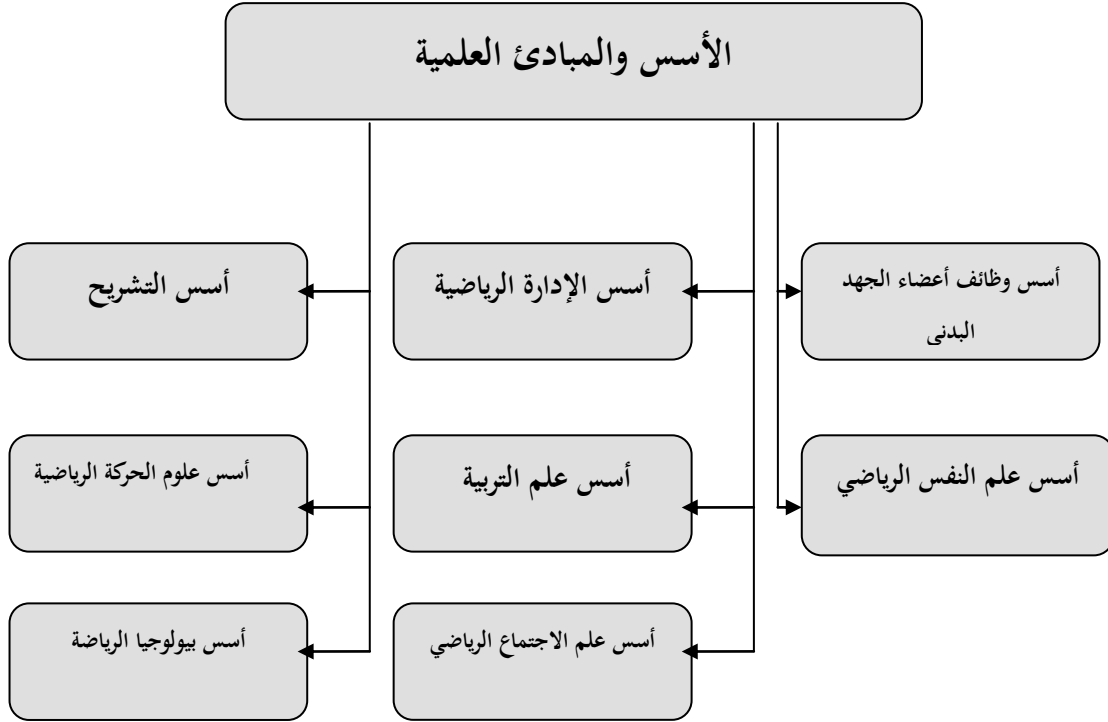 الأسس والمبادئ العلمية
أسس وظائف أعضاء الجهد
البدنى
أسس الإدارة الرياضية
أسس التشريح
أسس علم النفس الرياضي
أسس علم التربية
أسس علوم الحركة الرياضية
أسس علم الاجتماع الرياضي
أسس بيولوجيا الرياضة